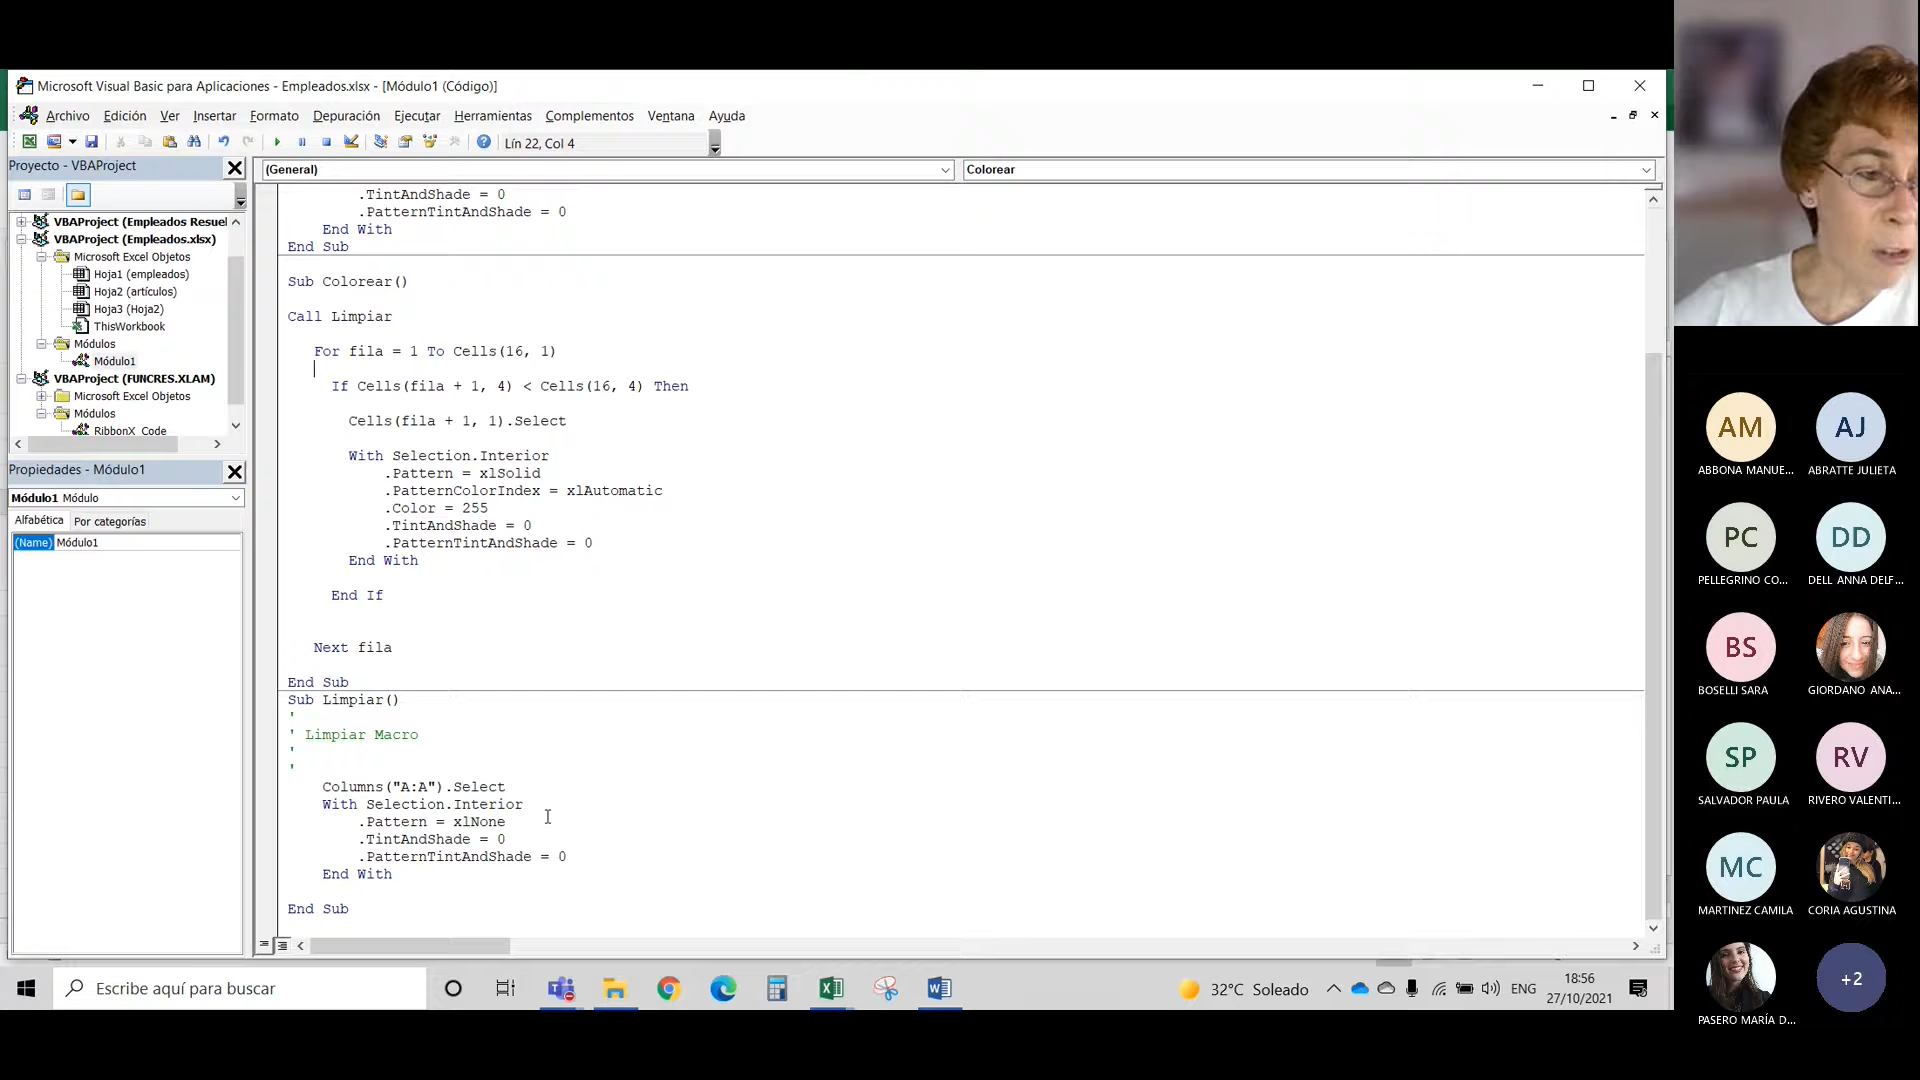 Microsoft Visual Basic para Aplicaciones - Empleados.xlsx - [Módulo1 (Código)]
Archivo Edición Ver Insertar Formato Depuración Ejecutar Herramientas Complementos Ventana Ayuda
Lín 22, Col 4
Proyecto - VBAProject
VBAProject (Empleados Resuel
VBAProject (Empleados.xlsx)
Microsoft Excel Objetos
Hoja1 (empleados)
Hoja2 (artículos)
Hoja3 (Hoja2)
ThisWorkbook
Módulos
Módulo1
VBAProject (FUNCRES.XLAM)
Microsoft Excel Objetos
Módulos
RibbonX_Code
Propiedades - Módulo1
Módulo1 Módulo
Alfabética Por categorías
(Name) Módulo1
(General) Colorear
.TintAndShade = 0
.PatternTintAndShade = 0
End With
End Sub
Sub Colorear()
Call Limpiar
For fila = 1 To Cells(16, 1)
If Cells(fila + 1, 4) < Cells(16, 4) Then
Cells(fila + 1, 1).Select
With Selection.Interior
.Pattern = xlSolid
.PatternColorIndex = xlAutomatic
.Color = 255
.TintAndShade = 0
.PatternTintAndShade = 0
End With
End If
Next fila
End Sub
Sub Limpiar()
'
' Limpiar Macro
'
'
Columns("A:A").Select
With Selection.Interior
.Pattern = xlNone
.TintAndShade = 0
.PatternTintAndShade = 0
End With
End Sub
Escribe aquí para buscar
32°C Soleado
ENG
18:56
27/10/2021
AM
ABBONA MANUE...
AJ
ABRATTE JULIETA
PC
PELLEGRINO CO...
DD
DELL ANNA DELF...
BS
BOSELLI SARA
GIORDANO ANA...
SP
SALVADOR PAULA
RV
RIVERO VALENTI...
MC
MARTINEZ CAMILA
CORIA AGUSTINA
PASERO MARÍA D...
+2